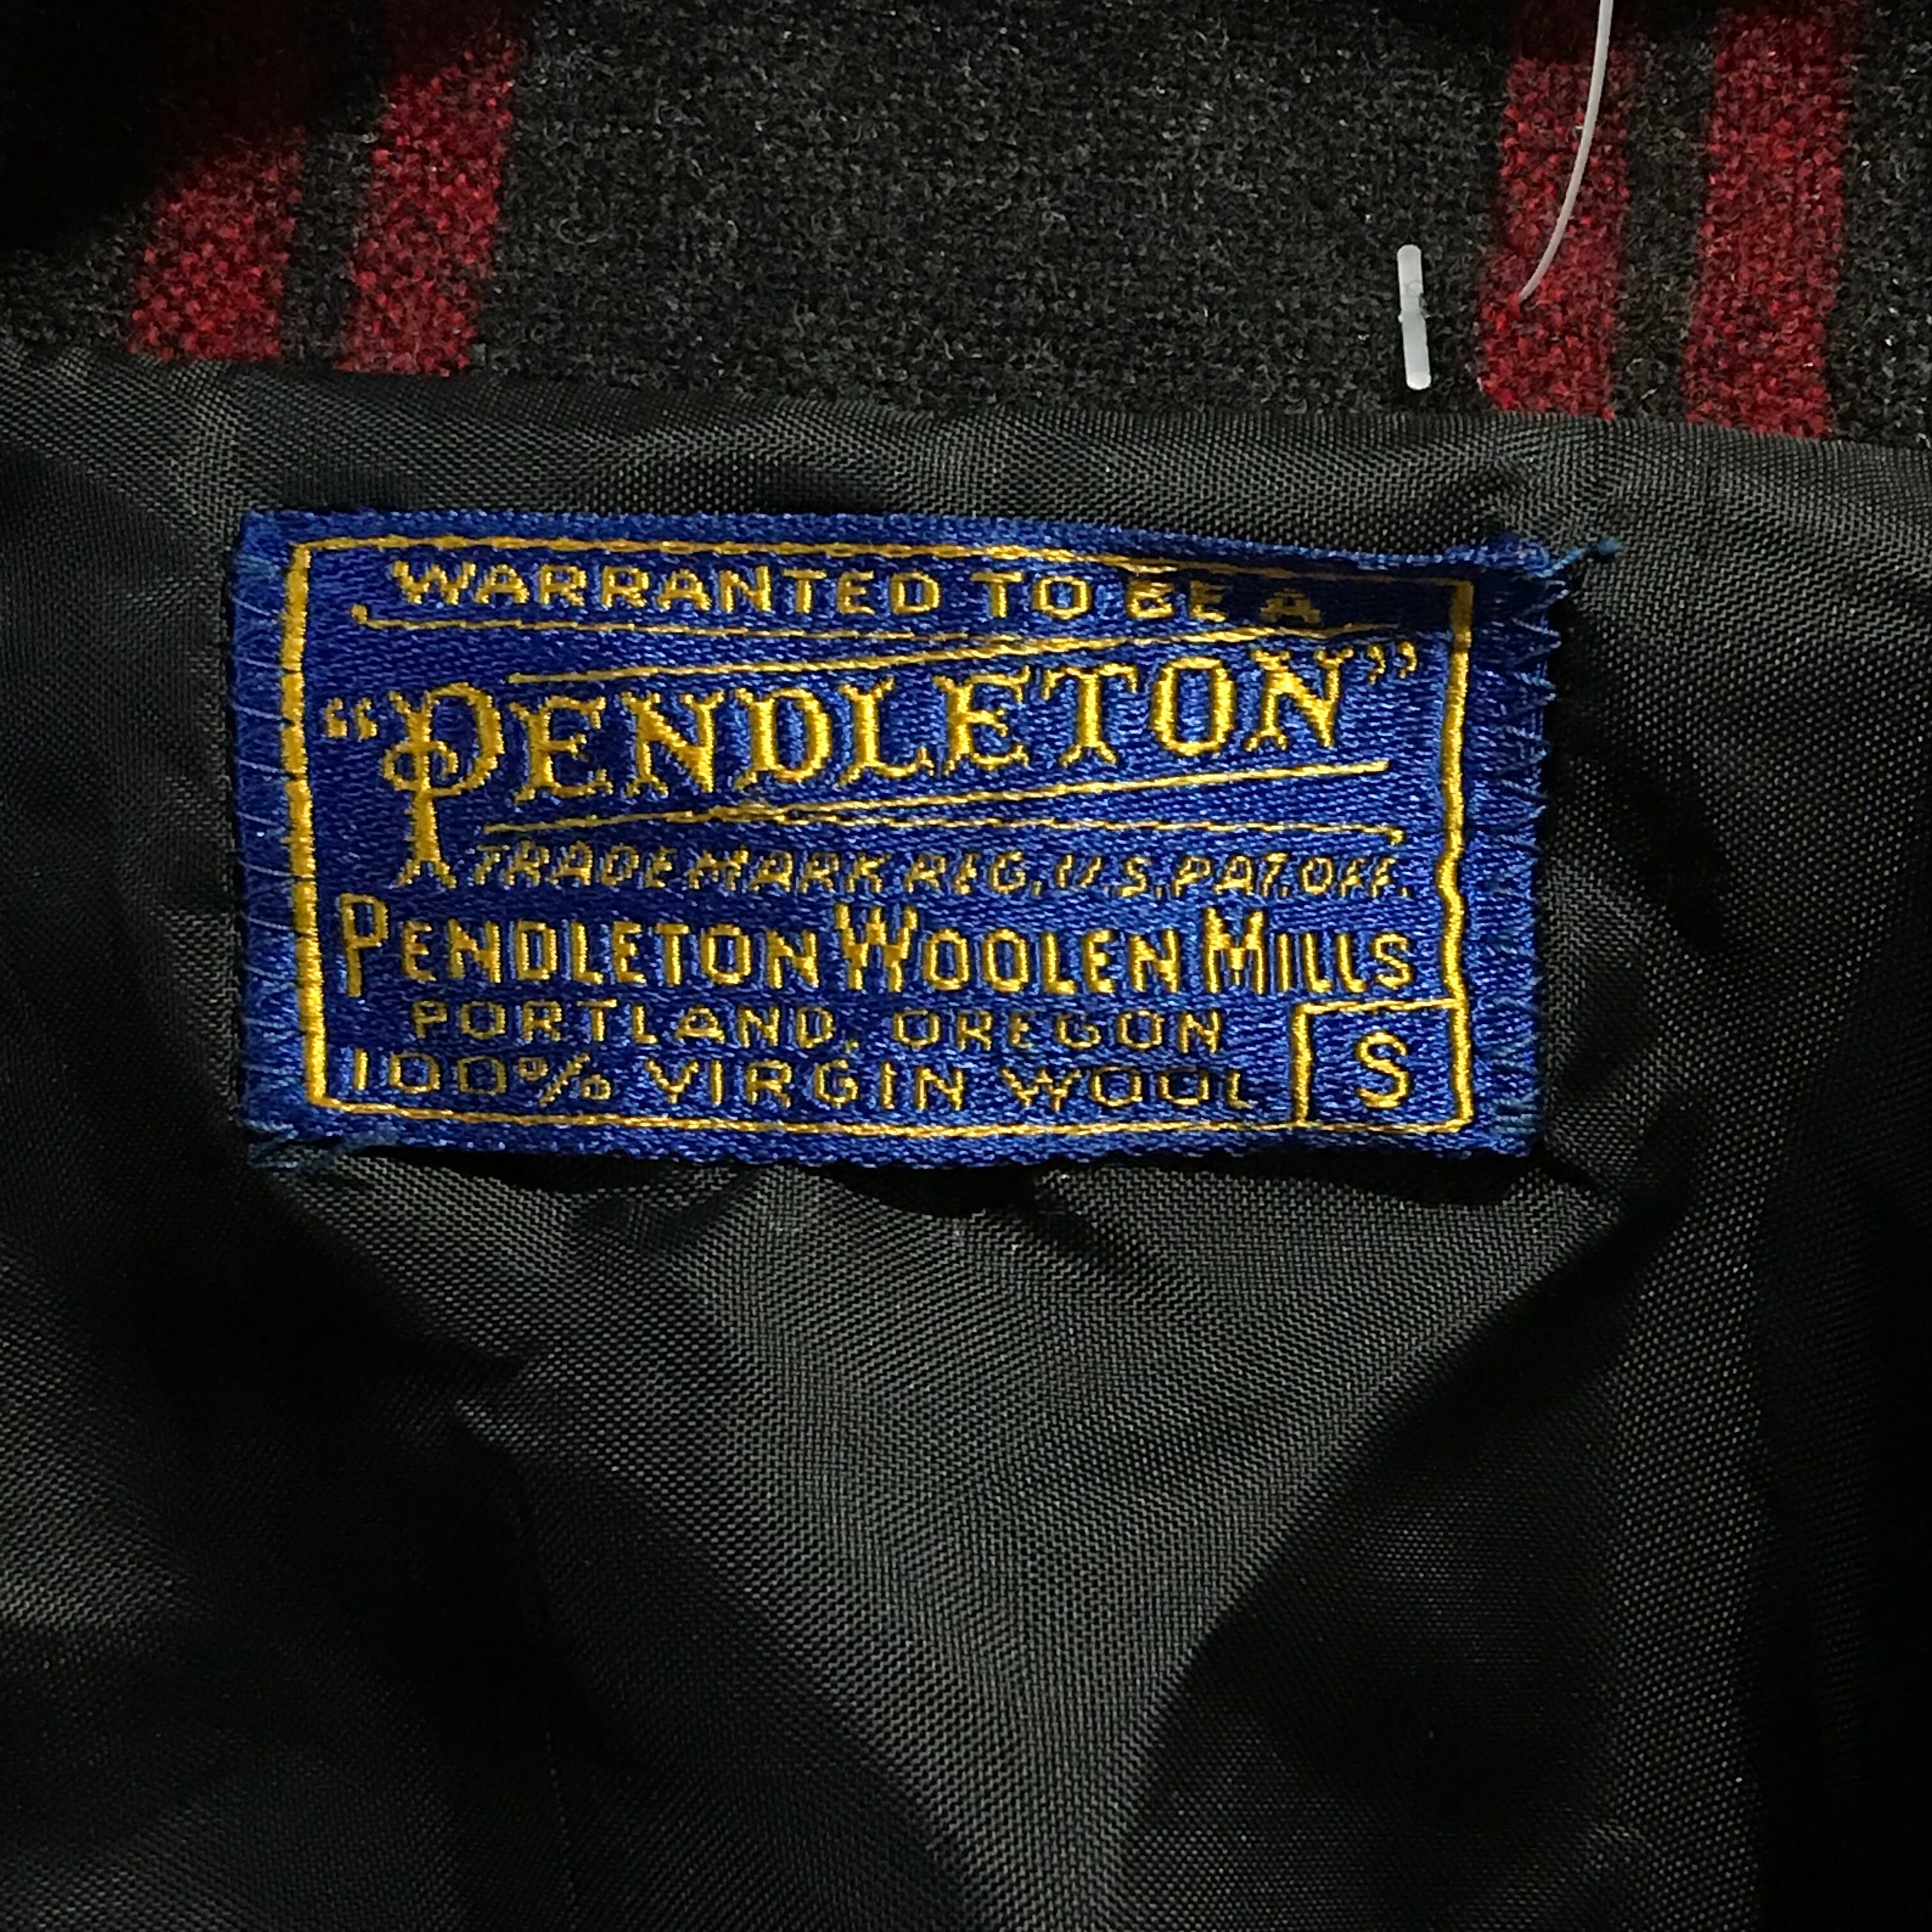 WARRANTED TO BE A
"PENDLETON"
TRADE MARK REG. U.S. PAT. OFF.
PENDLETON WOOLEN MILLS
PORTLAND, OREGON
100% VIRGIN WOOL S